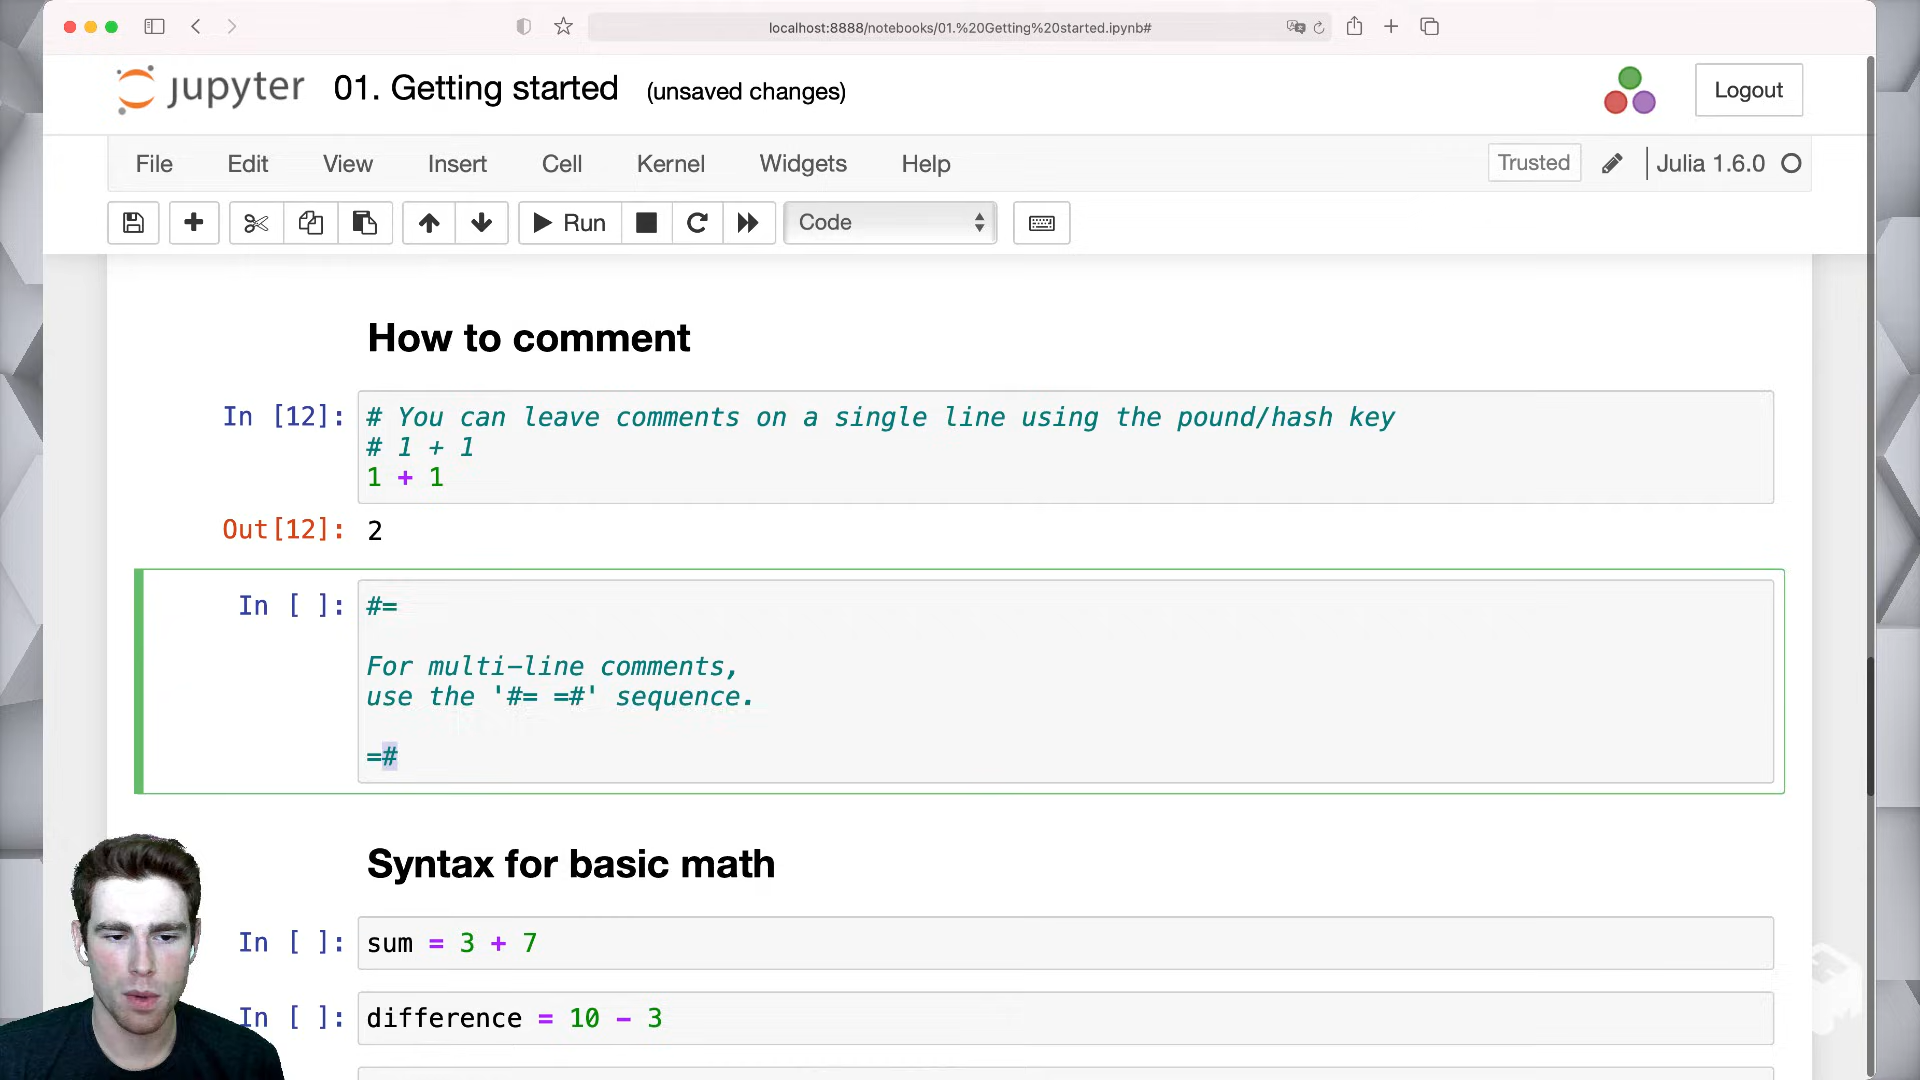 localhost:8888/notebooks/01.%20Getting%20started.ipynb#
jupyter 01. Getting started (unsaved changes)
Logout
File Edit View Insert Cell Kernel Widgets Help
Trusted Julia 1.6.0
Run Code
How to comment
In [12]: # You can leave comments on a single line using the pound/hash key
# 1 + 1
1 + 1
Out[12]: 2
In [ ]: #=
For multi-line comments,
use the '#= =#' sequence.
=#
Syntax for basic math
In [ ]: sum = 3 + 7
In [ ]: difference = 10 - 3